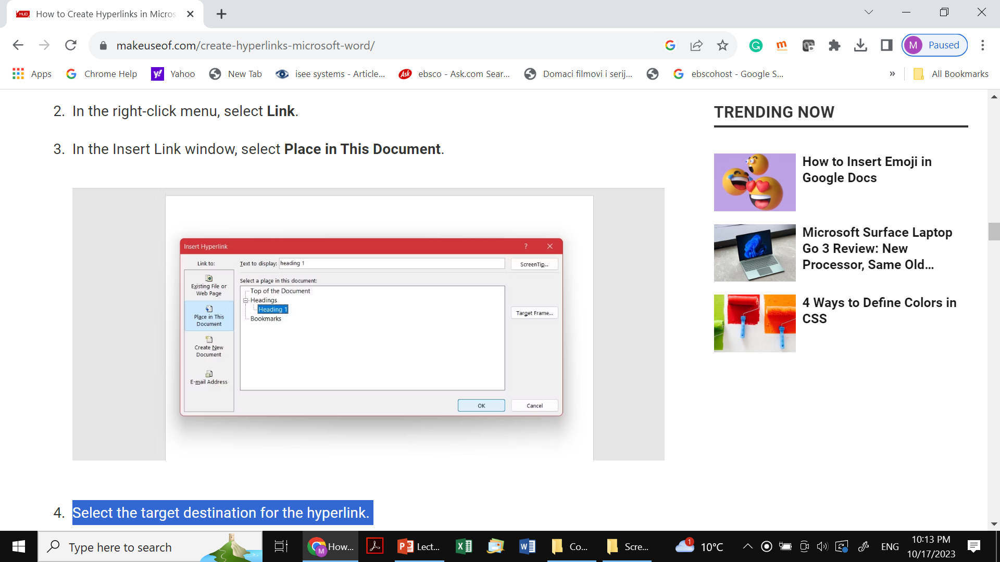 How to Create Hyperlinks in Micros
makeuseof.com/create-hyperlinks-microsoft-word/
M Paused
Apps
Chrome Help
Yahoo
New Tab
isee systems - Article...
Ask
ebsco - Ask.com Sear...
Domaci filmovi i serij...
ebscohost - Google S...
»
All Bookmarks
2. In the right-click menu, select Link.
3. In the Insert Link window, select Place in This Document.
Insert Hyperlink
?
Link to:
Text to display: heading 1
ScreenTip...
Existing File or
Web Page
Place in This
Document
Create New
Document
E-mail Address
Select a place in this document:
Top of the Document
Headings
Heading 1
Bookmarks
Target Frame...
OK
Cancel
4. Select the target destination for the hyperlink.
TRENDING NOW
How to Insert Emoji in
Google Docs
Microsoft Surface Laptop
Go 3 Review: New
Processor, Same Old...
4 Ways to Define Colors in
CSS
Type here to search
M
How...
Lect...
Co...
Scre...
1
10°C
ENG
10:13 PM
10/17/2023